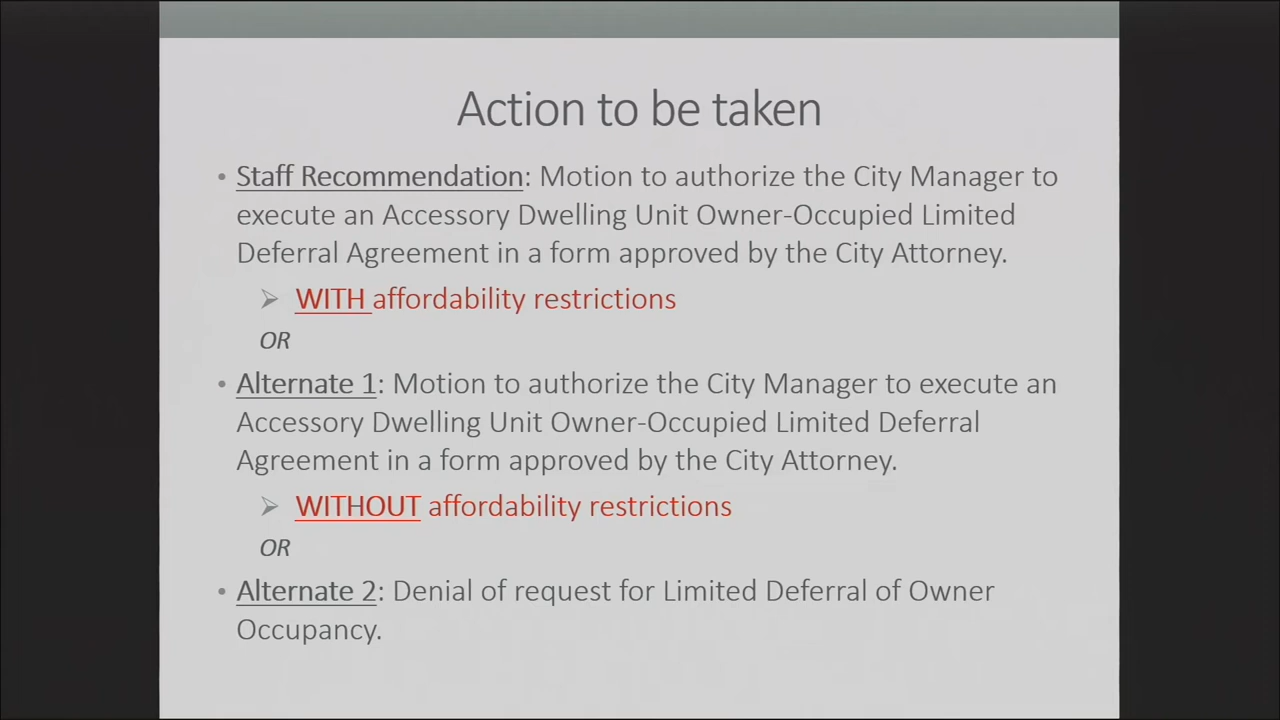 Action to be taken
• Staff Recommendation: Motion to authorize the City Manager to
execute an Accessory Dwelling Unit Owner-Occupied Limited
Deferral Agreement in a form approved by the City Attorney.
➢ WITH affordability restrictions
OR
• Alternate 1: Motion to authorize the City Manager to execute an
Accessory Dwelling Unit Owner-Occupied Limited Deferral
Agreement in a form approved by the City Attorney.
➢ WITHOUT affordability restrictions
OR
• Alternate 2: Denial of request for Limited Deferral of Owner
Occupancy.